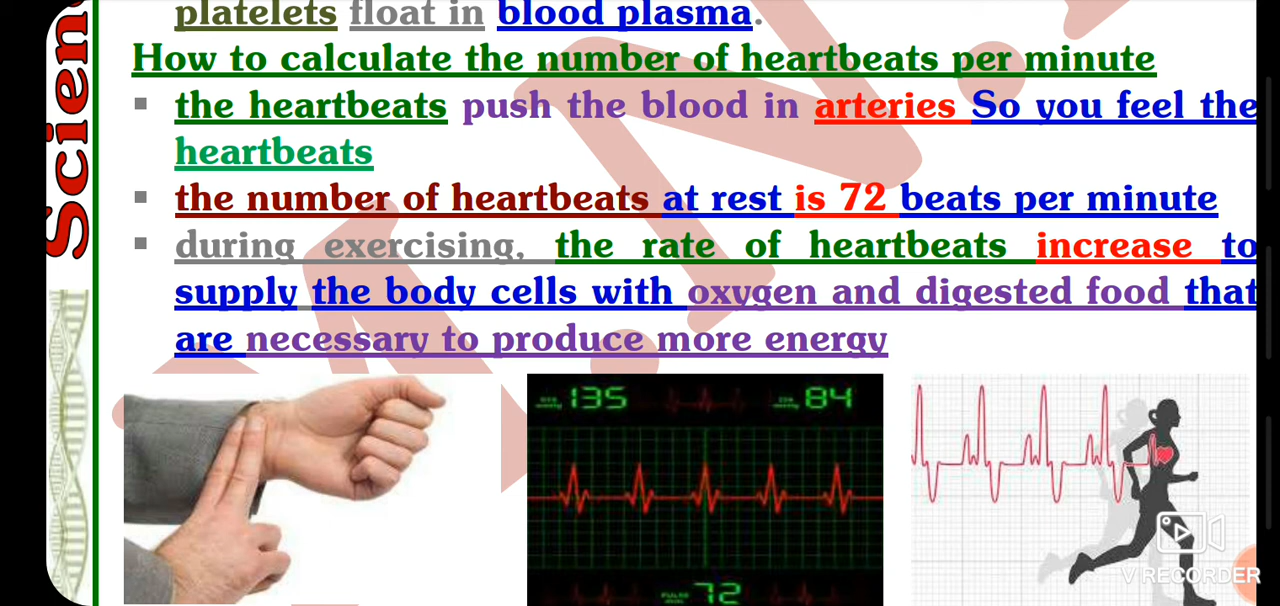 platelets float in blood plasma.
How to calculate the number of heartbeats per minute
▪ the heartbeats push the blood in arteries So you feel the
heartbeats
▪ the number of heartbeats at rest is 72 beats per minute
▪ during exercising, the rate of heartbeats increase to
supply the body cells with oxygen and digested food that
are necessary to produce more energy
Scien
135 84
72
V RECORDER